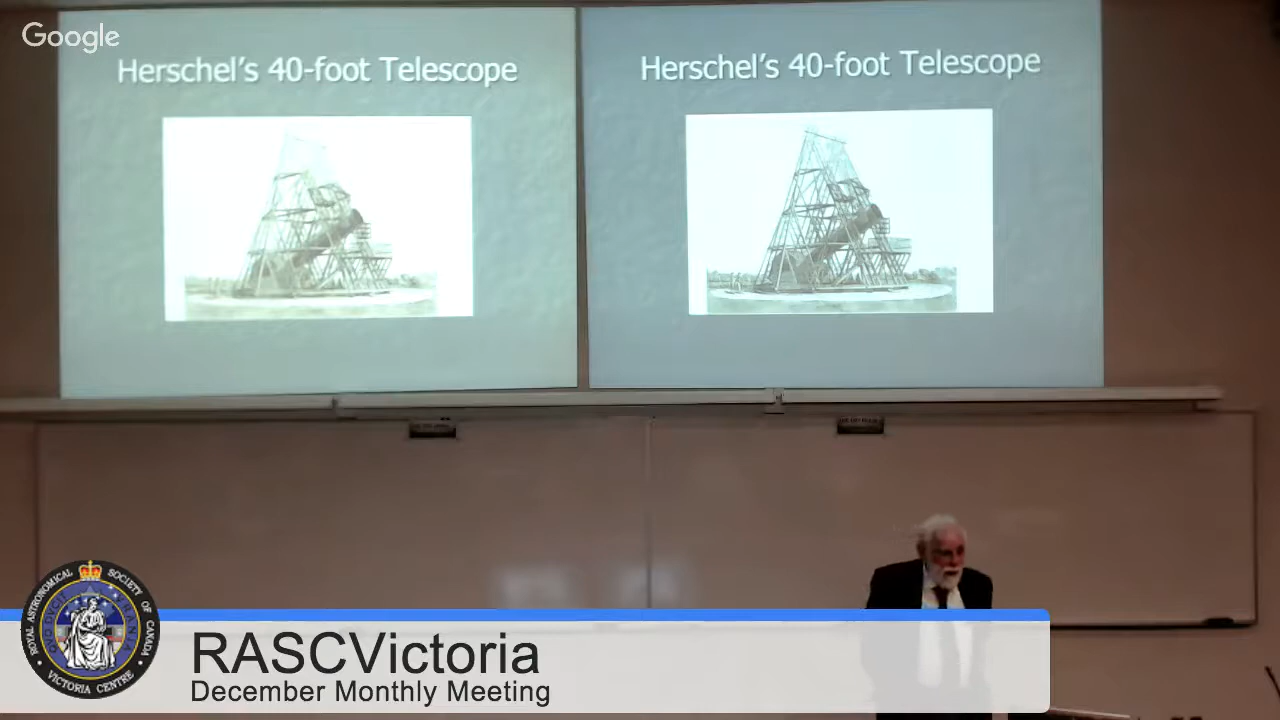 Google
Herschel's 40-foot Telescope
Herschel's 40-foot Telescope
ROYAL ASTRONOMICAL SOCIETY OF CANADA
VICTORIA CENTRE
RASCVictoria
December Monthly Meeting